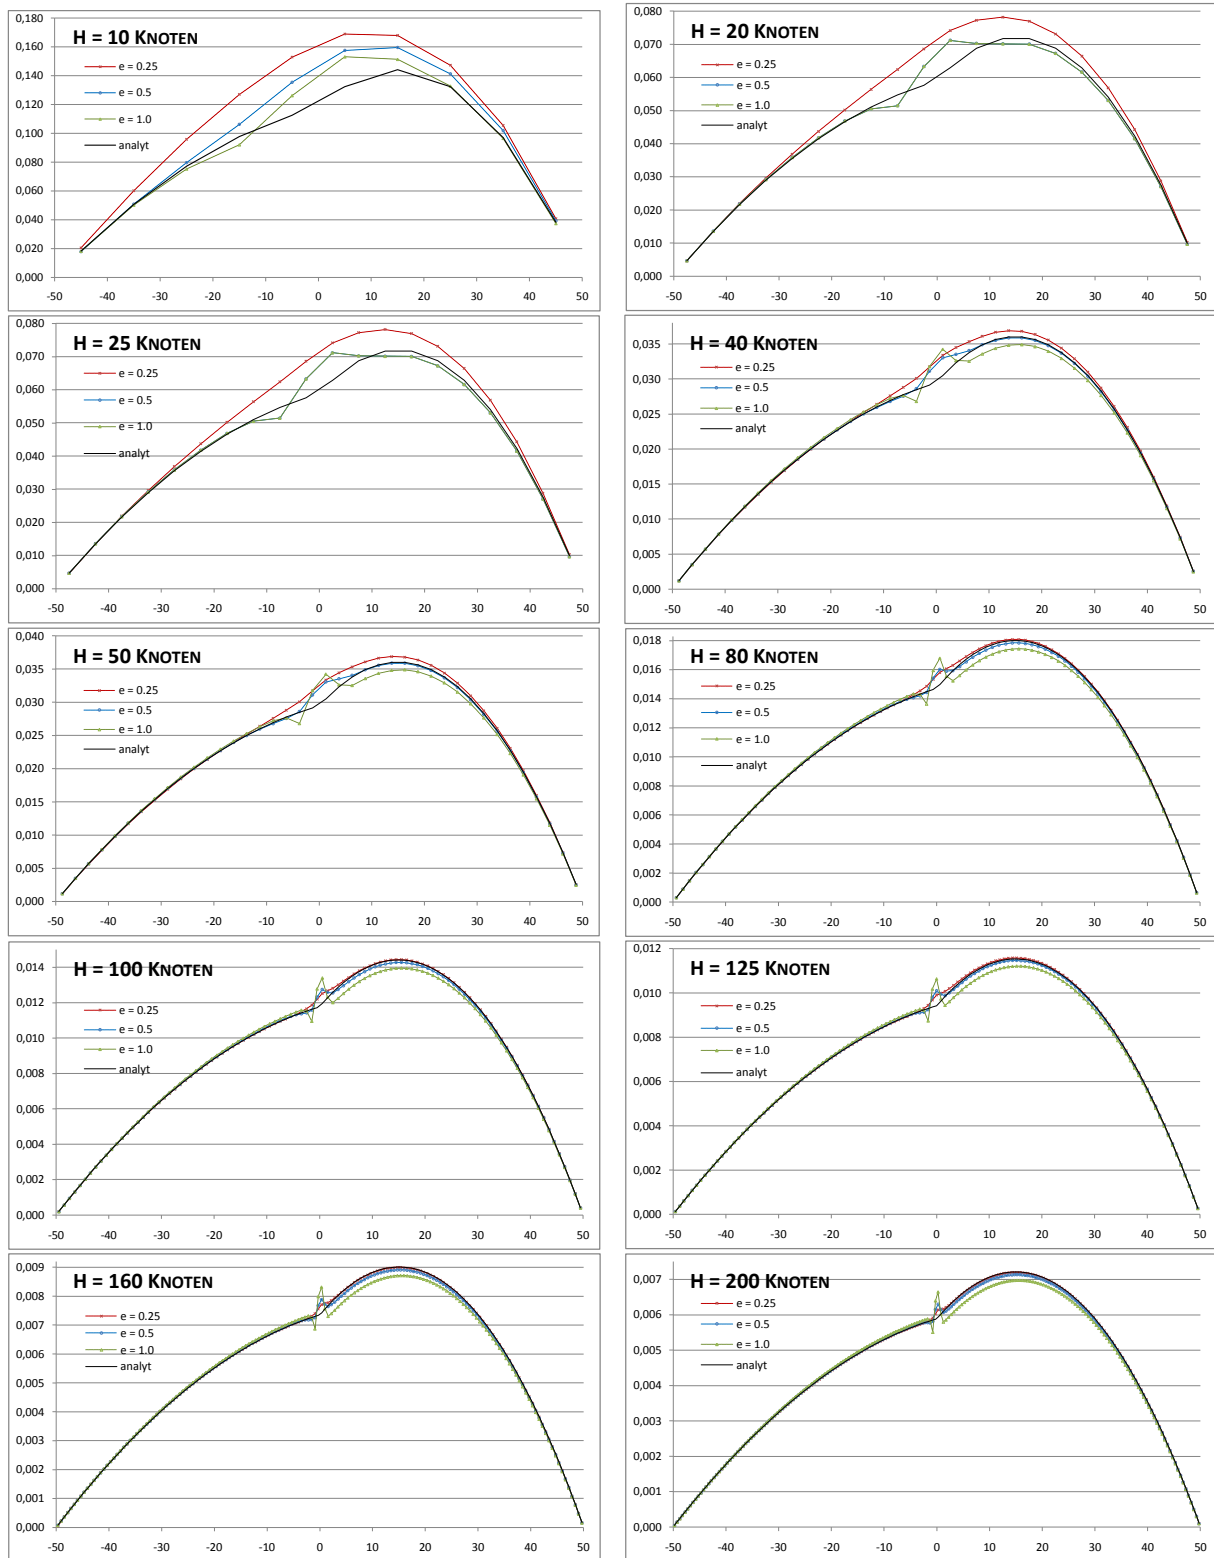 H = 10 KNOTEN
e = 0.25
e = 0.5
e = 1.0
analyt
0,180
0,160
0,140
0,120
0,100
0,080
0,060
0,040
0,020
0,000
-50 -40 -30 -20 -10 0 10 20 30 40 50
H = 20 KNOTEN
e = 0.25
e = 0.5
e = 1.0
analyt
0,080
0,070
0,060
0,050
0,040
0,030
0,020
0,010
0,000
-50 -40 -30 -20 -10 0 10 20 30 40 50
H = 25 KNOTEN
e = 0.25
e = 0.5
e = 1.0
analyt
0,080
0,070
0,060
0,050
0,040
0,030
0,020
0,010
0,000
-50 -40 -30 -20 -10 0 10 20 30 40 50
H = 40 KNOTEN
e = 0.25
e = 0.5
e = 1.0
analyt
0,035
0,030
0,025
0,020
0,015
0,010
0,005
0,000
-50 -40 -30 -20 -10 0 10 20 30 40 50
H = 50 KNOTEN
e = 0.25
e = 0.5
e = 1.0
analyt
0,040
0,035
0,030
0,025
0,020
0,015
0,010
0,005
0,000
-50 -40 -30 -20 -10 0 10 20 30 40 50
H = 80 KNOTEN
e = 0.25
e = 0.5
e = 1.0
analyt
0,018
0,016
0,014
0,012
0,010
0,008
0,006
0,004
0,002
0,000
-50 -40 -30 -20 -10 0 10 20 30 40 50
H = 100 KNOTEN
e = 0.25
e = 0.5
e = 1.0
analyt
0,014
0,012
0,010
0,008
0,006
0,004
0,002
0,000
-50 -40 -30 -20 -10 0 10 20 30 40 50
H = 125 KNOTEN
e = 0.25
e = 0.5
e = 1.0
analyt
0,012
0,010
0,008
0,006
0,004
0,002
0,000
-50 -40 -30 -20 -10 0 10 20 30 40 50
H = 160 KNOTEN
e = 0.25
e = 0.5
e = 1.0
analyt
0,009
0,008
0,007
0,006
0,005
0,004
0,003
0,002
0,001
0,000
-50 -40 -30 -20 -10 0 10 20 30 40 50
H = 200 KNOTEN
e = 0.25
e = 0.5
e = 1.0
analyt
0,007
0,006
0,005
0,004
0,003
0,002
0,001
0,000
-50 -40 -30 -20 -10 0 10 20 30 40 50